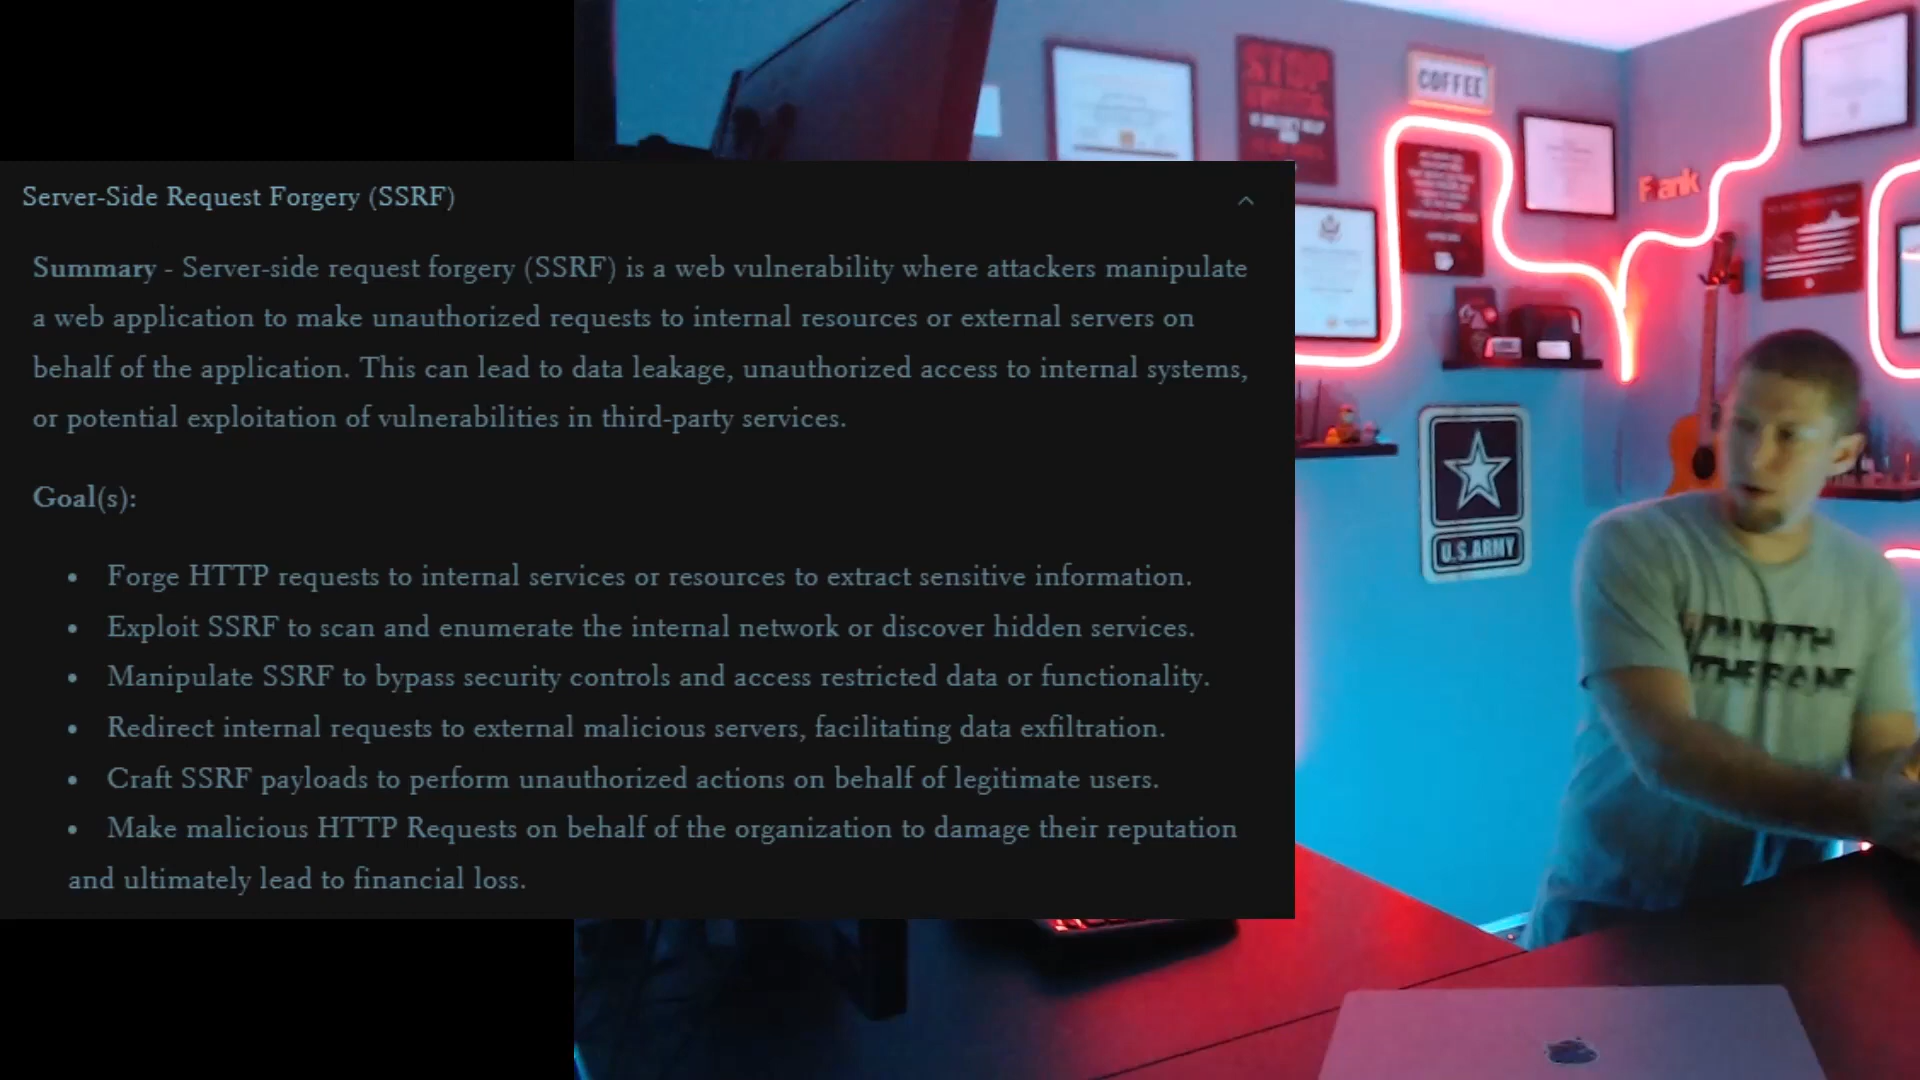 COFFEE
STOP
Frank
Server-Side Request Forgery (SSRF)
Summary - Server-side request forgery (SSRF) is a web vulnerability where attackers manipulate
a web application to make unauthorized requests to internal resources or external servers on
behalf of the application. This can lead to data leakage, unauthorized access to internal systems,
or potential exploitation of vulnerabilities in third-party services.
Goal(s):
• Forge HTTP requests to internal services or resources to extract sensitive information.
• Exploit SSRF to scan and enumerate the internal network or discover hidden services.
• Manipulate SSRF to bypass security controls and access restricted data or functionality.
• Redirect internal requests to external malicious servers, facilitating data exfiltration.
• Craft SSRF payloads to perform unauthorized actions on behalf of legitimate users.
• Make malicious HTTP Requests on behalf of the organization to damage their reputation
and ultimately lead to financial loss.
U.S. ARMY
I'M WITH
THE BAND